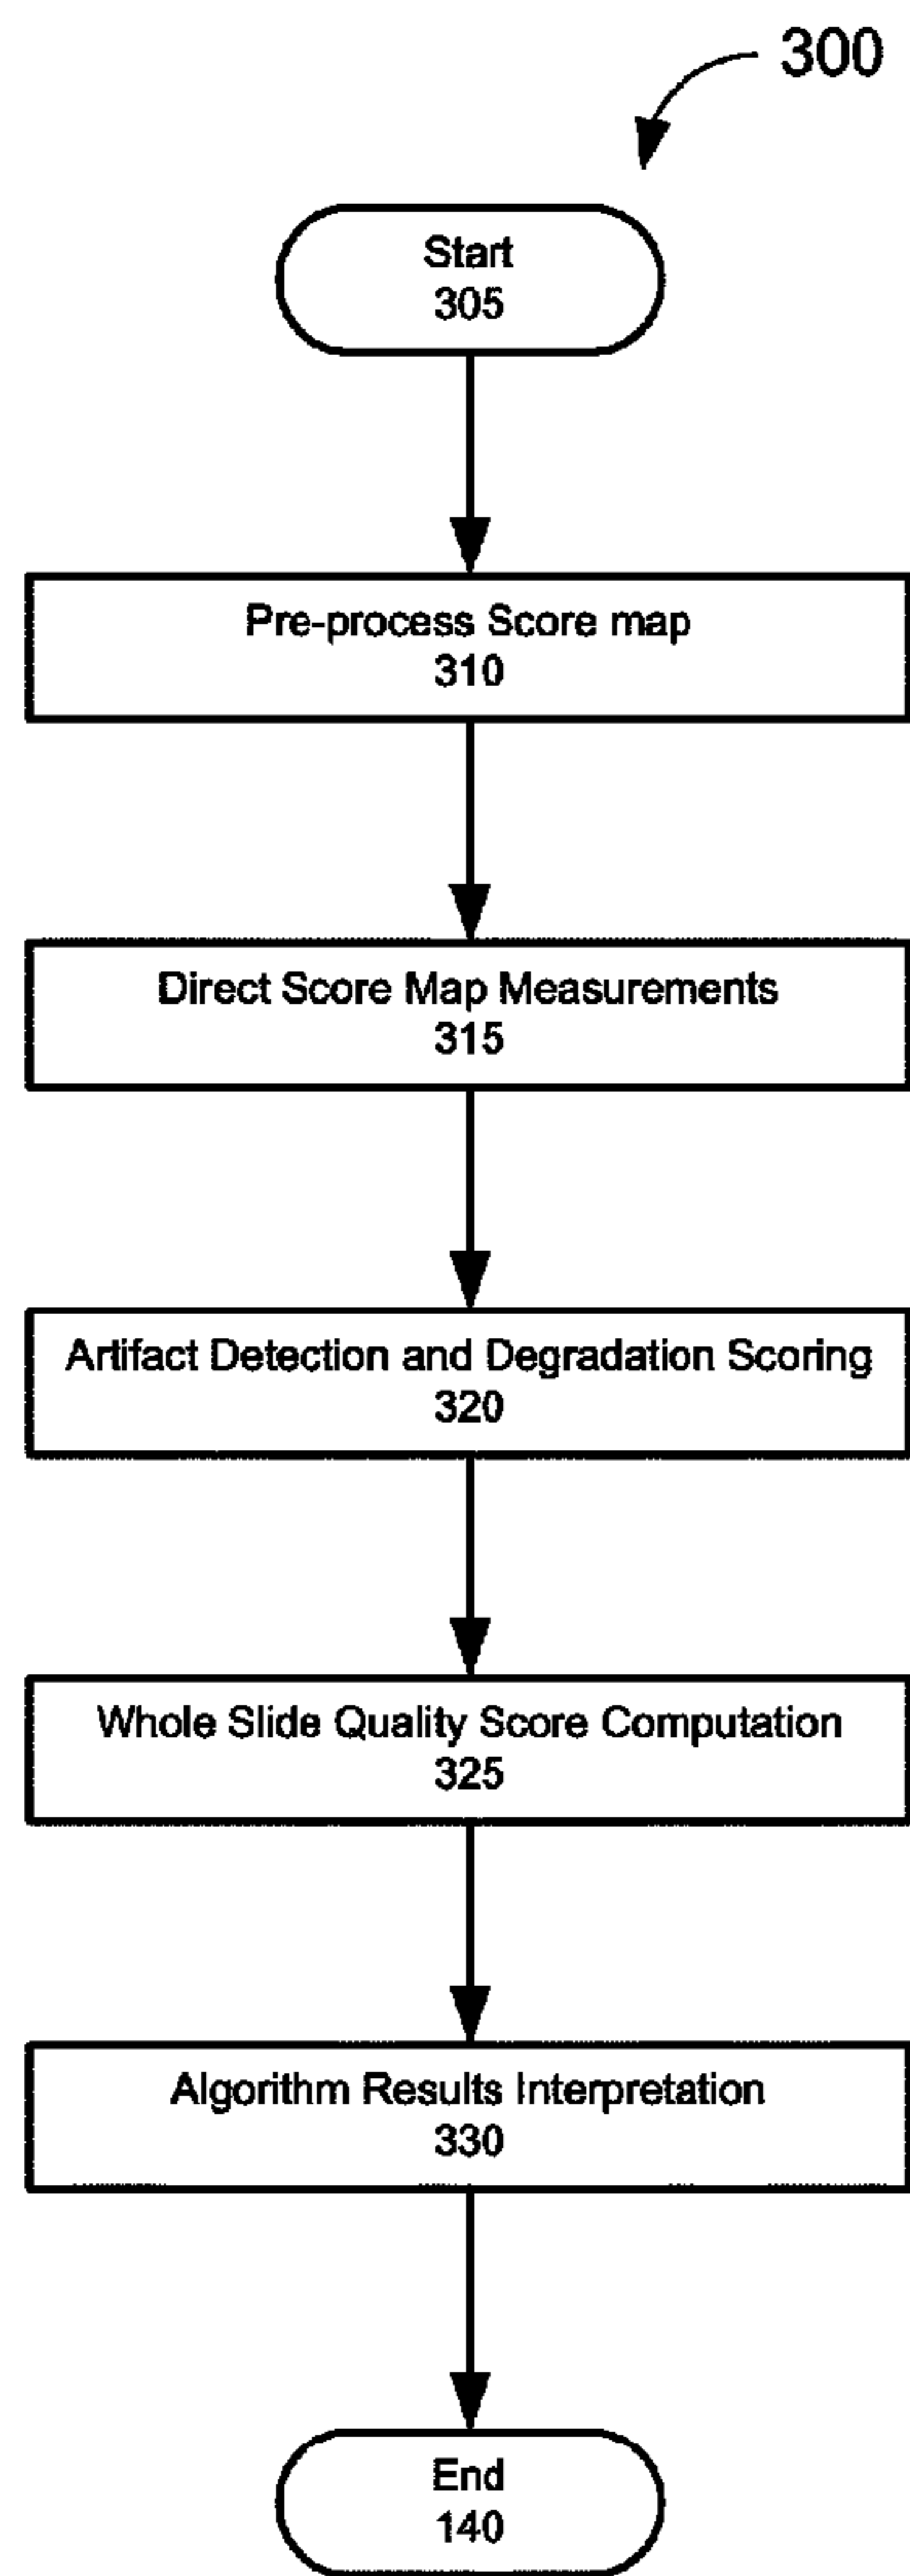 300
Start
305
Pre-process Score map
310
Direct Score Map Measurements
315
Artifact Detection and Degradation Scoring
320
Whole Slide Quality Score Computation
325
Algorithm Results Interpretation
330
End
140